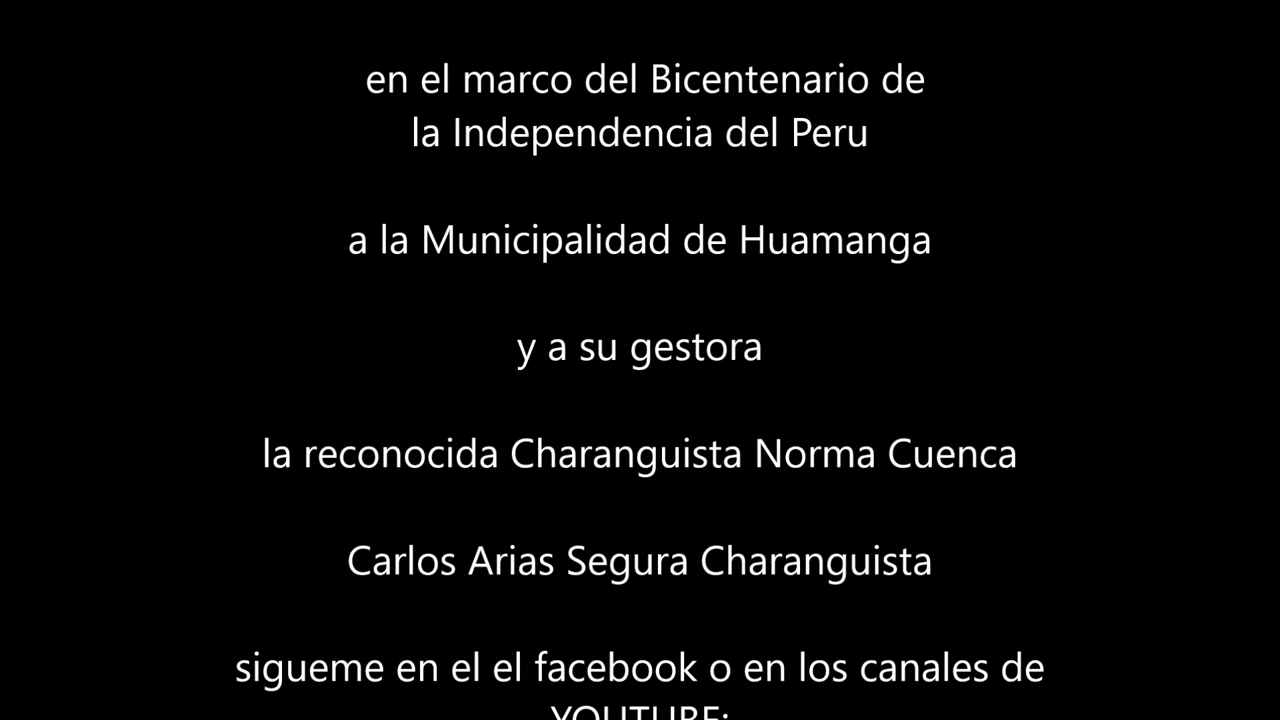 en el marco del Bicentenario de
la Independencia del Peru
a la Municipalidad de Huamanga
y a su gestora
la reconocida Charanguista Norma Cuenca
Carlos Arias Segura Charanguista
sigueme en el el facebook o en los canales de
YOUTUBE: